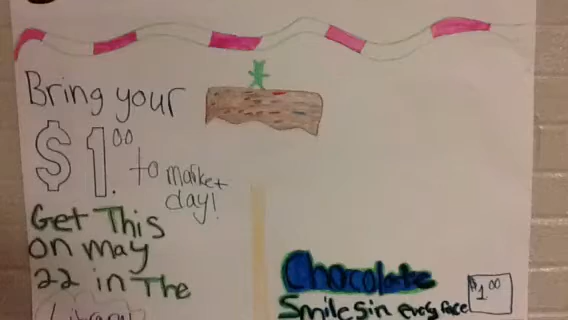 Bring your
$1.00 to market
day!
Get This
on may
22 in The
Library
Chocolate
$1.00
Smiles in every face